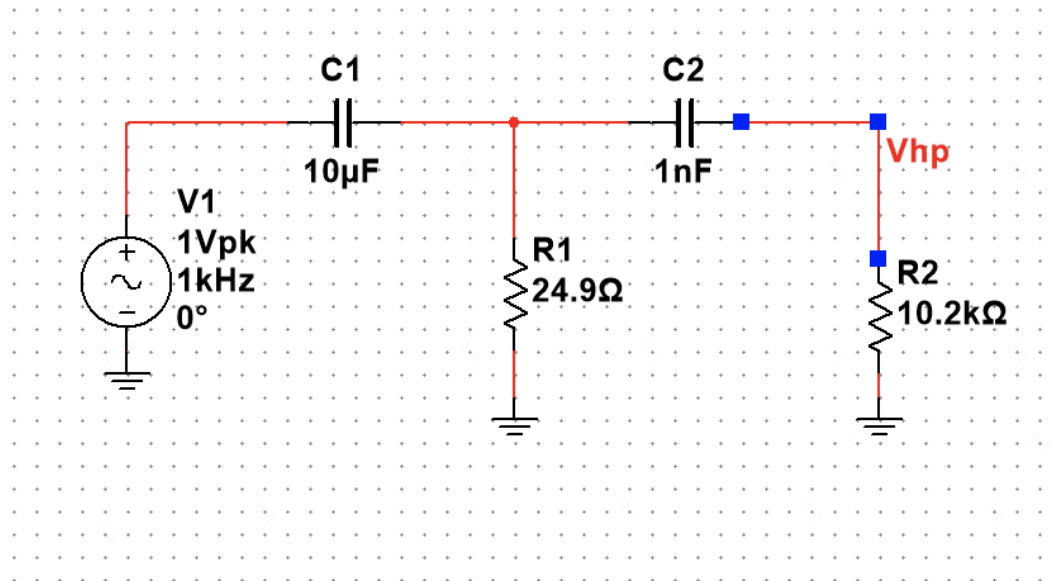 C1
10µF
C2
1nF
Vhp
V1
1Vpk
1kHz
0°
R1
24.9Ω
R2
10.2kΩ